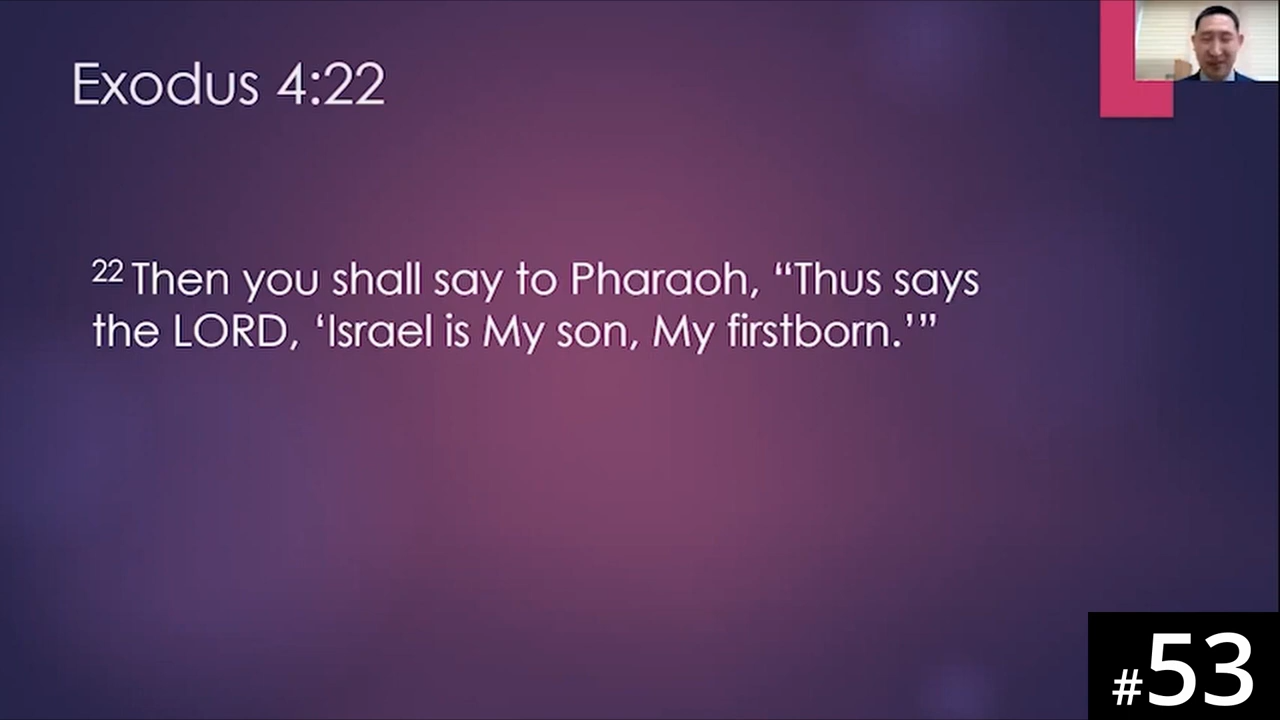 Exodus 4:22
22 Then you shall say to Pharaoh, “Thus says
the LORD, ‘Israel is My son, My firstborn.’”
#53